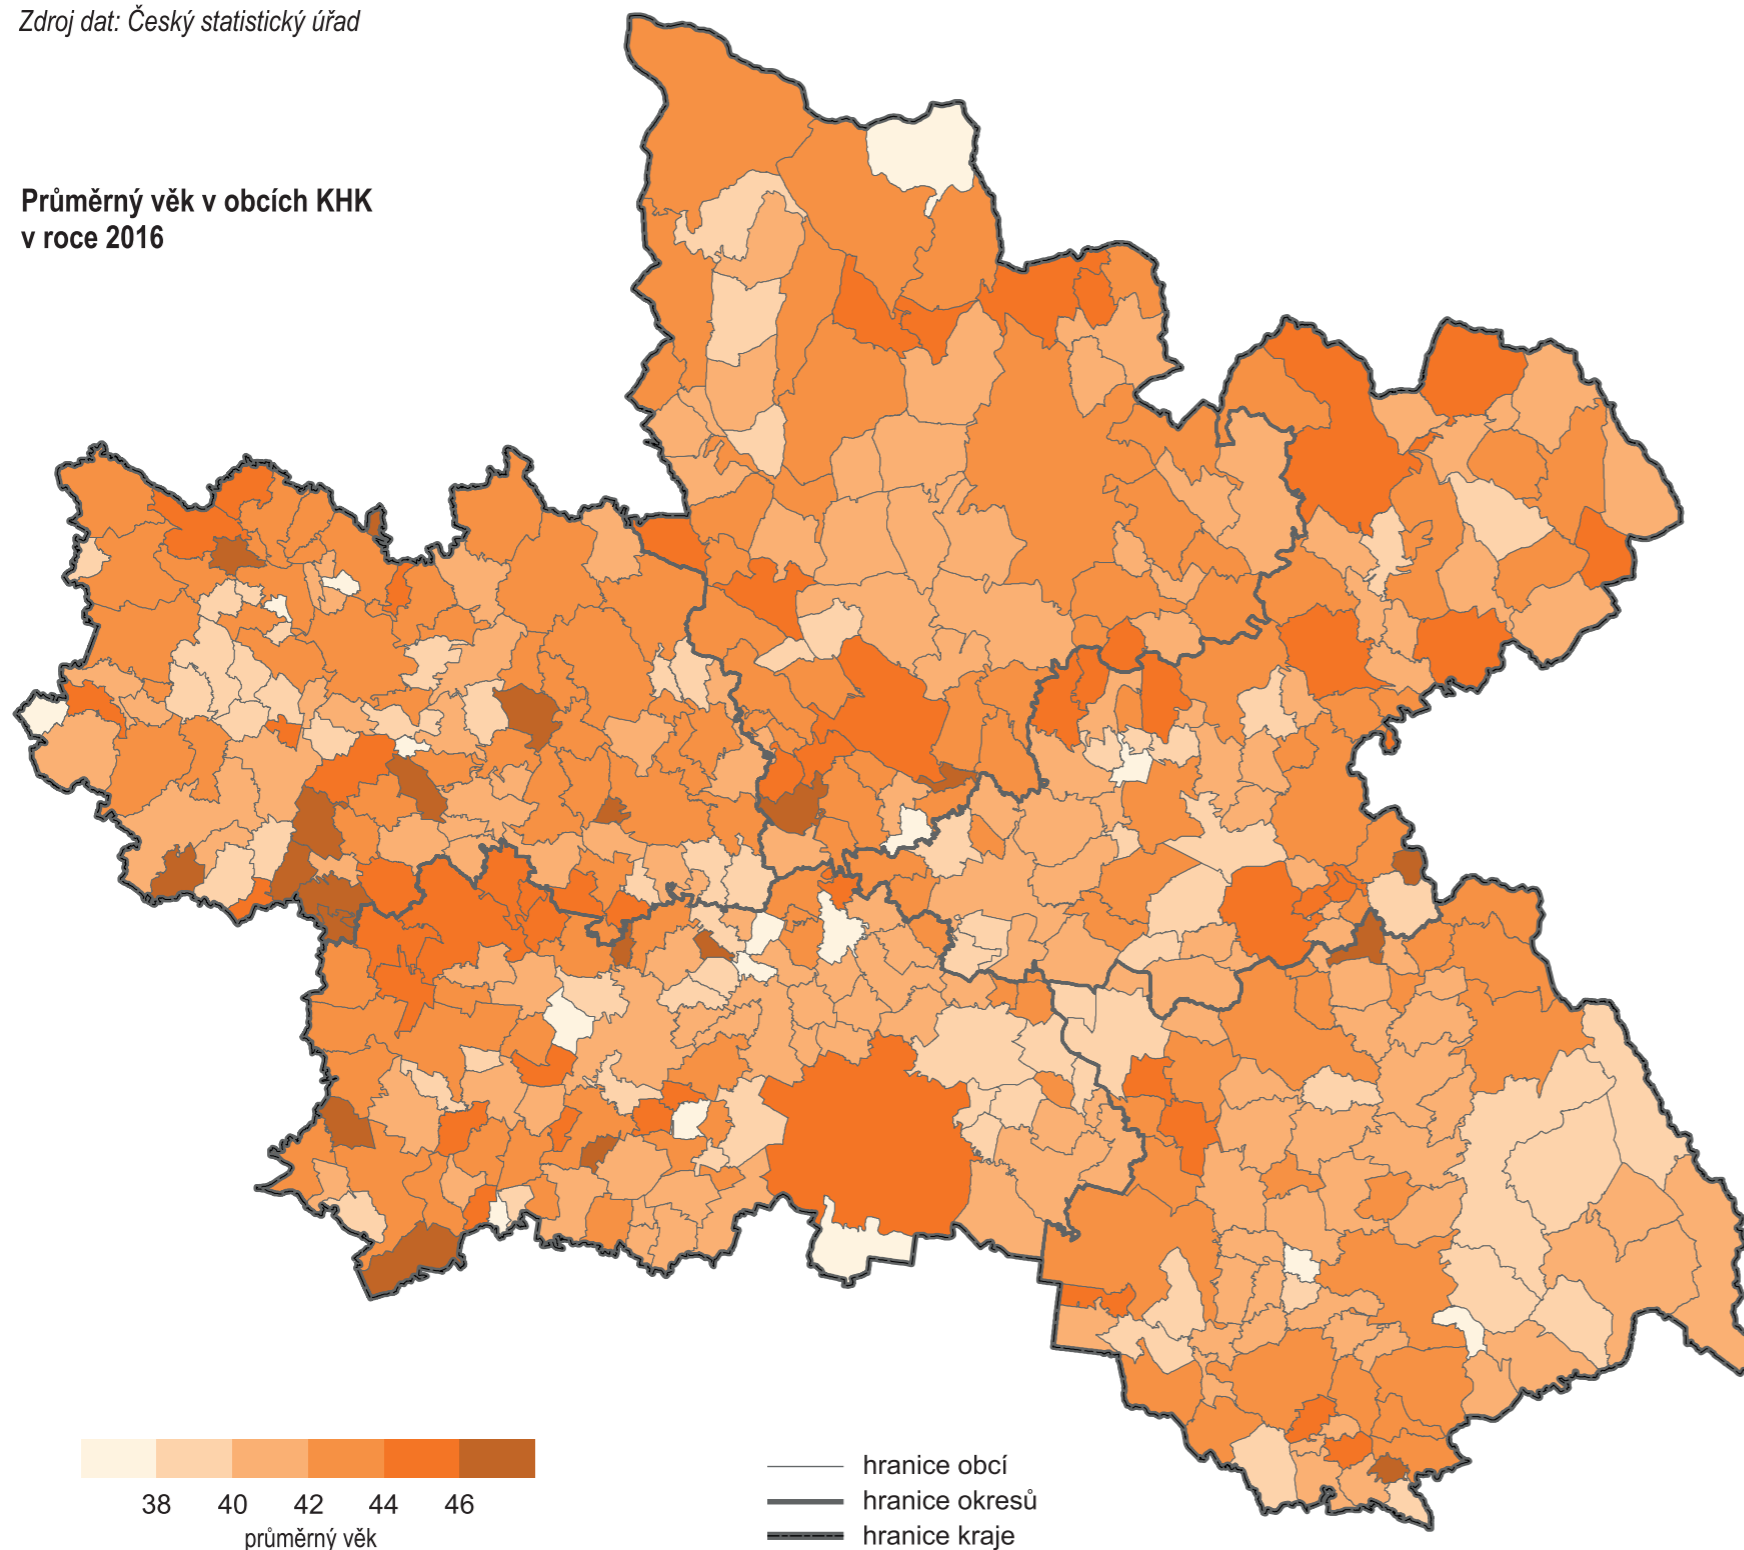 Zdroj dat: Český statistický úřad
Průměrný věk v obcích KHK
v roce 2016
38 40 42 44 46
průměrný věk
hranice obcí
hranice okresů
hranice kraje